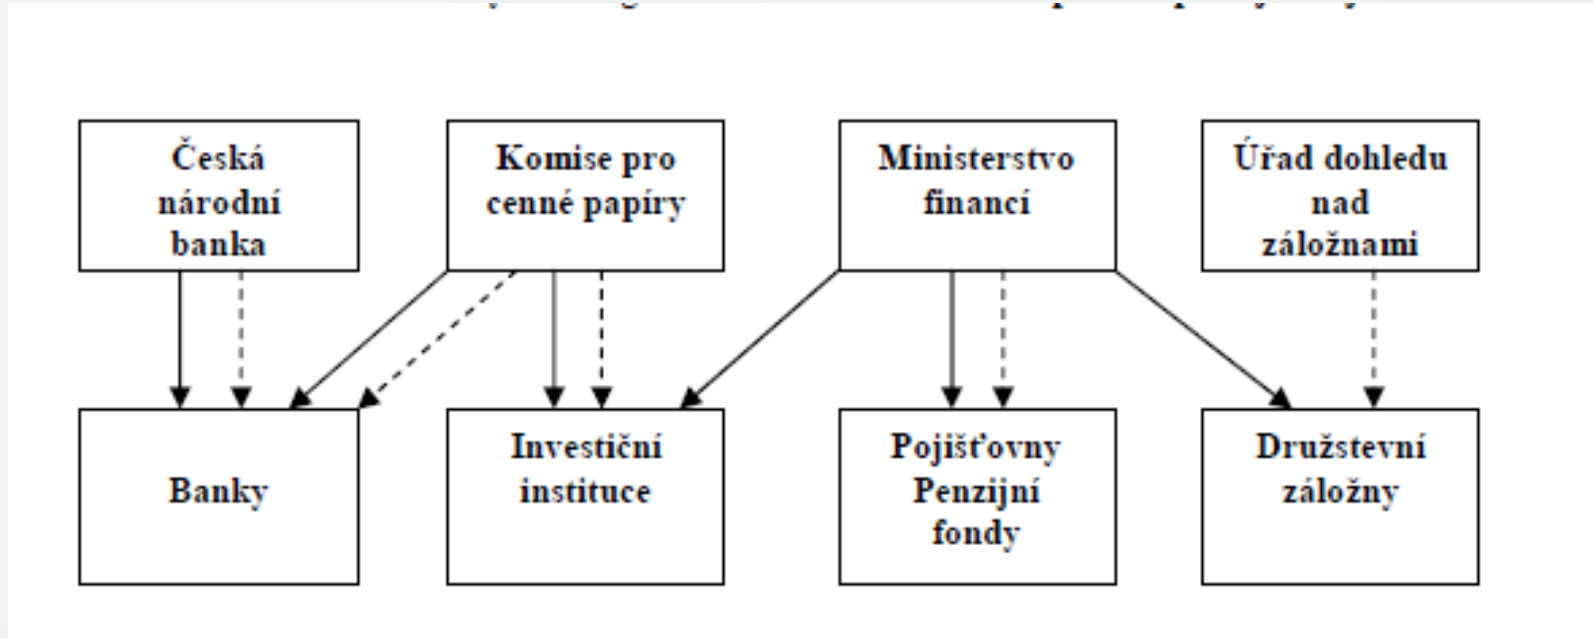 Česká
národní
banka
Komise pro
cenné papíry
Ministerstvo
financí
Úřad dohledu
nad
záložnami
Banky
Investiční
instituce
Pojišťovny
Penzijní
fondy
Družstevní
záložny